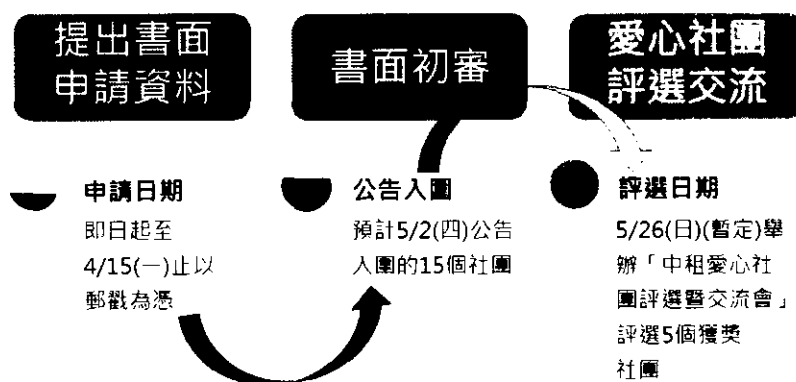 提出書面
申請資料
書面初審
愛心社團
評選交流
申請日期
即日起至
4/15(一)止以
郵戳為憑
公告入圍
預計5/2(四)公告
入圍的15個社團
評選日期
5/26(日)(暫定)舉
辦「中租愛心社
團評選暨交流會」
評選5個獲獎
社團